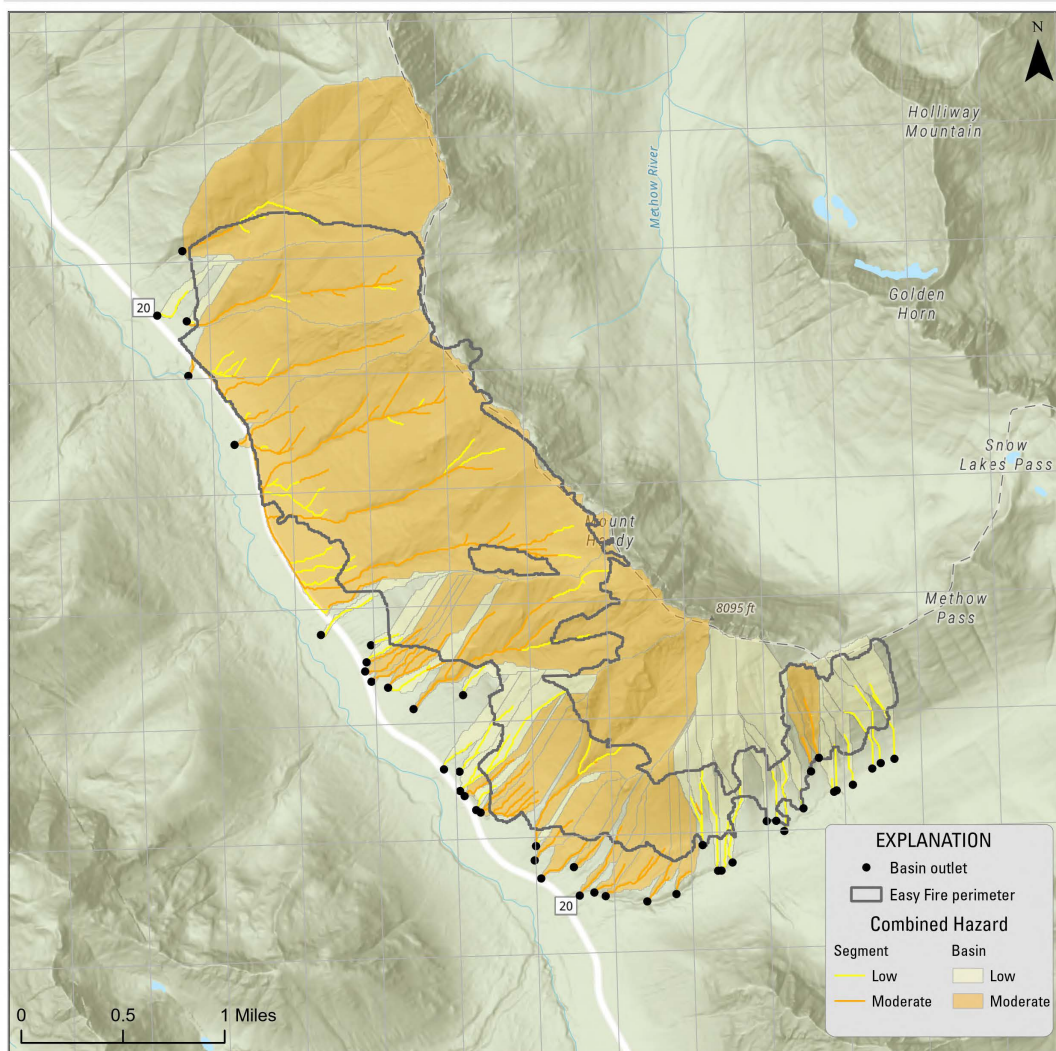 N
Holliway
Mountain
Methow River
20
Golden
Horn
Snow
Lakes Pass
Mount
Hardy
8095 ft
Methow
Pass
20
EXPLANATION
Basin outlet
Easy Fire perimeter
Combined Hazard
Segment Basin
Low Low
Moderate Moderate
0 0.5 1 Miles